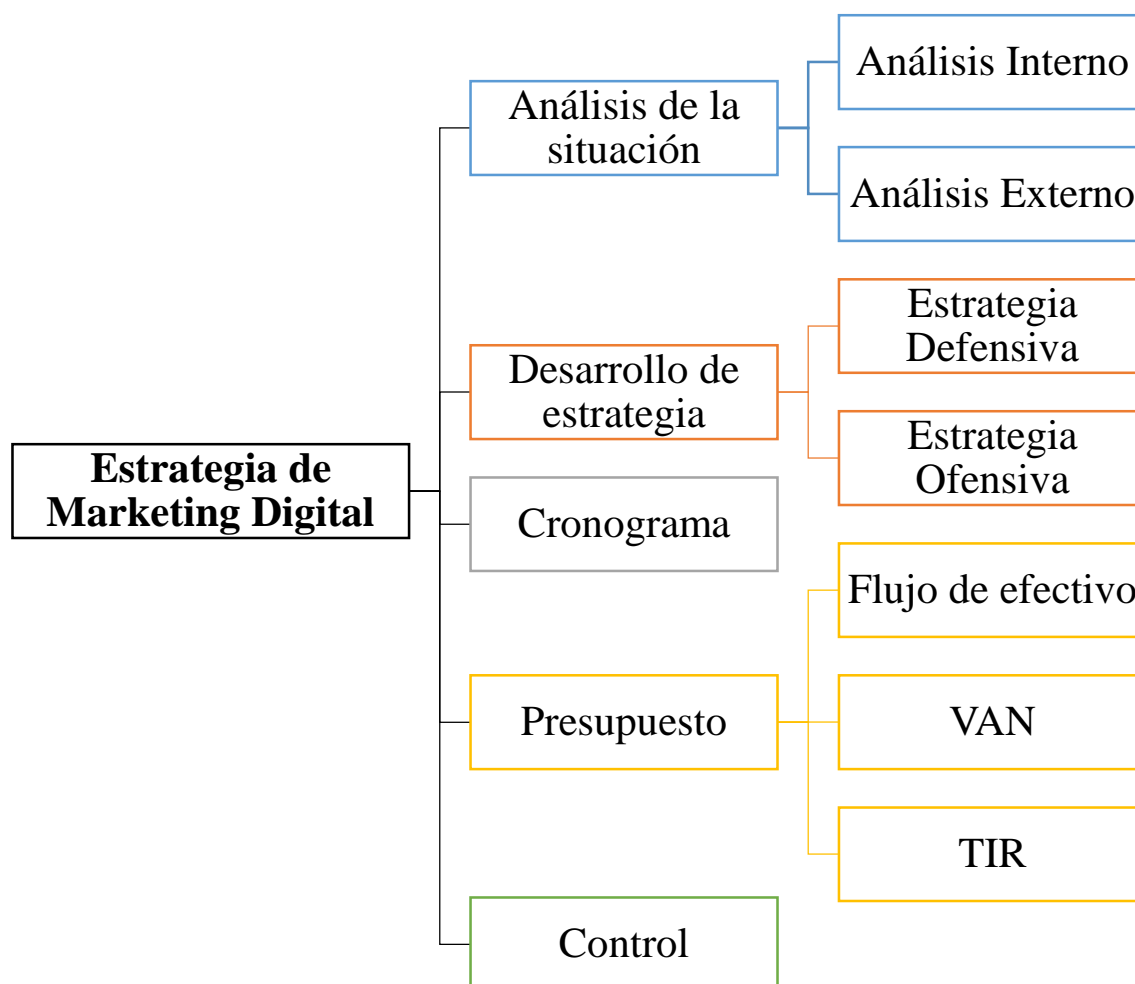 Estrategia de
Marketing Digital
Análisis de la
situación
Análisis Interno
Análisis Externo
Desarrollo de
estrategia
Estrategia
Defensiva
Estrategia
Ofensiva
Cronograma
Presupuesto
Flujo de efectivo
VAN
TIR
Control